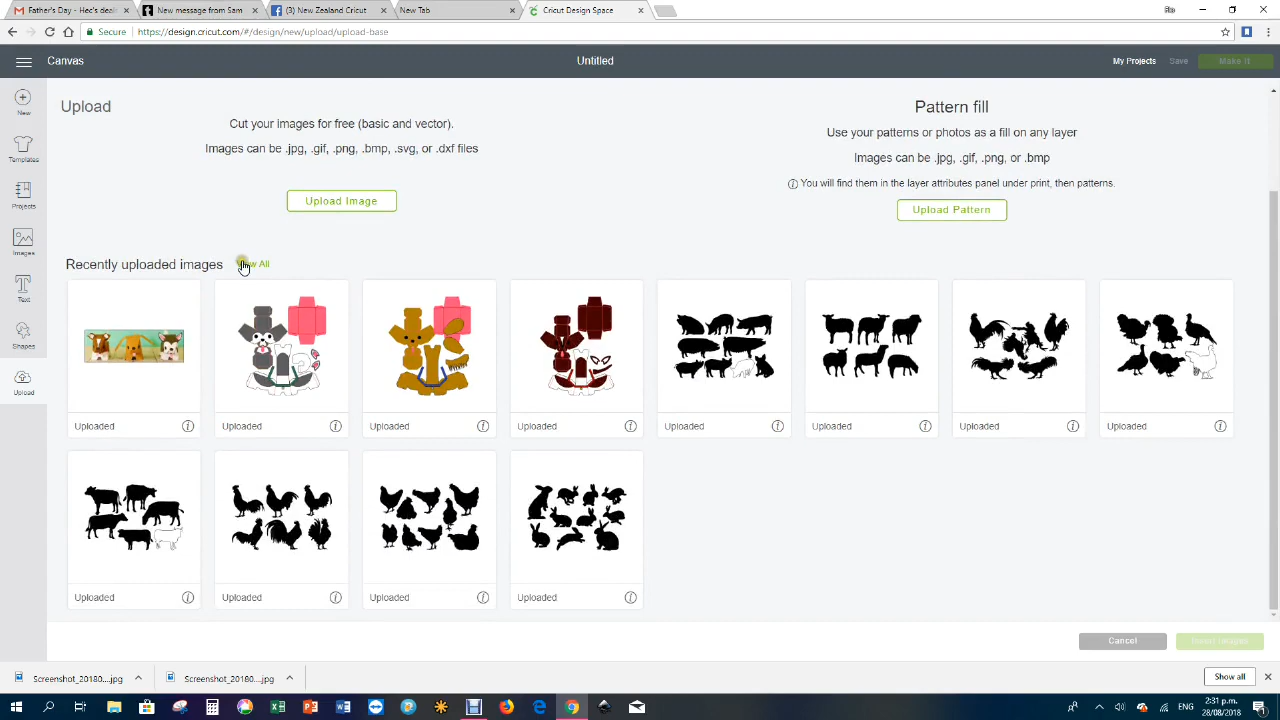 Father's Day - Hec's deal
New message from Sam
(3) New Zealand Cricut
New Tab
Cricut Design Space
Secure
https://design.cricut.com/#/design/new/upload/upload-base
Canvas
Untitled
My Projects
Save
Make It
New
Templates
Projects
Images
Text
Shapes
Upload
Upload
Cut your images for free (basic and vector).
Images can be .jpg, .gif, .png, .bmp, .svg, or .dxf files
Upload Image
Pattern fill
Use your patterns or photos as a fill on any layer
Images can be .jpg, .gif, .png, or .bmp
You will find them in the layer attributes panel under print, then patterns.
Upload Pattern
Recently uploaded images
All
Uploaded
Uploaded
Uploaded
Uploaded
Uploaded
Uploaded
Uploaded
Uploaded
Uploaded
Uploaded
Uploaded
Uploaded
Cancel
Insert Images
Screenshot_20180....jpg
Screenshot_20180....jpg
Show all
ENG
2:31 p.m.
28/08/2018